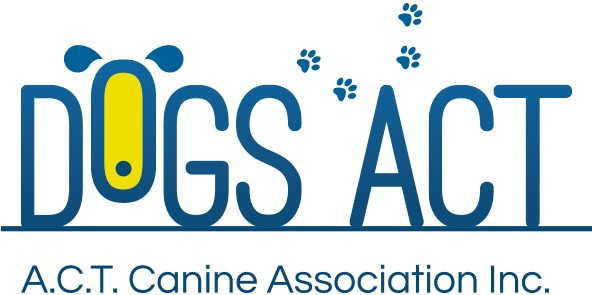 DOGS ACT
A.C.T. Canine Association Inc.